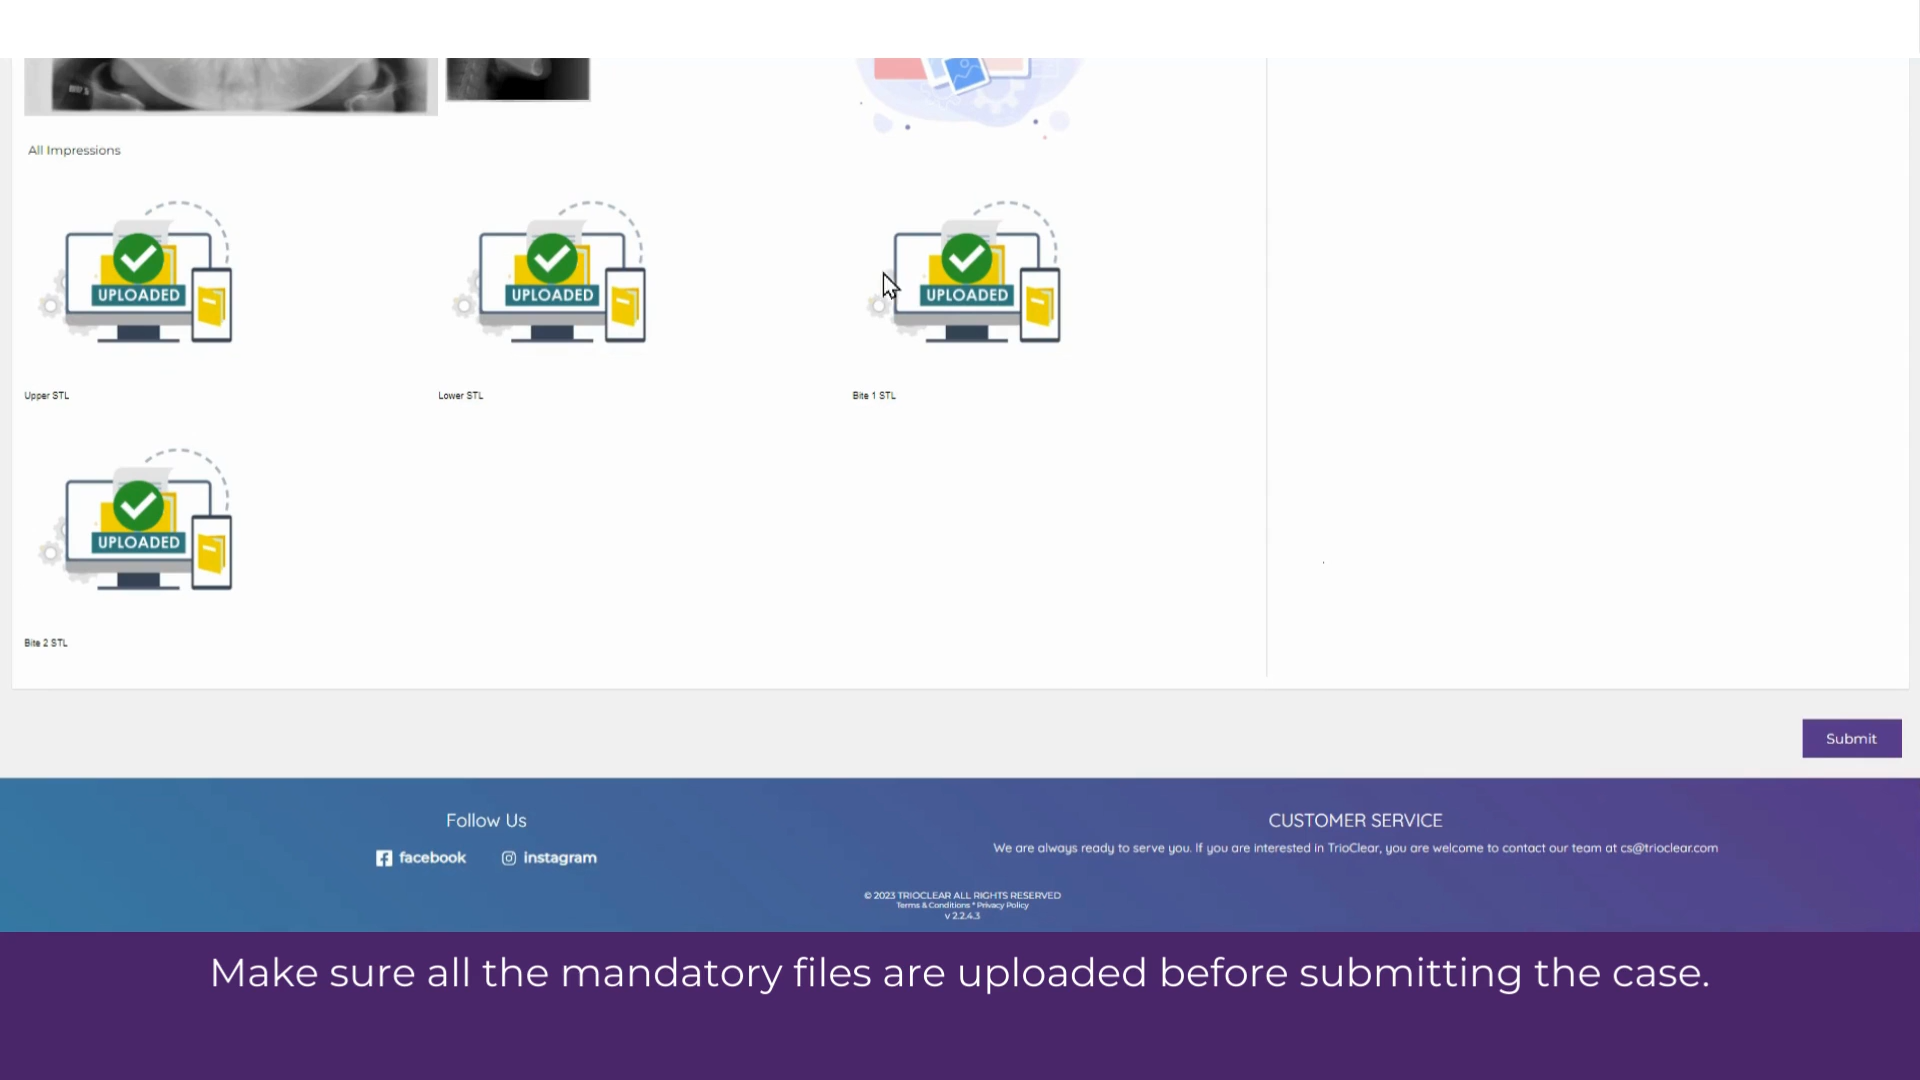 All Impressions
UPLOADED
UPLOADED
UPLOADED
Upper STL
Lower STL
Bite 1 STL
UPLOADED
Bite 2 STL
Submit
Follow Us
facebook
instagram
CUSTOMER SERVICE
We are always ready to serve you. If you are interested in TrioClear, you are welcome to contact our team at cs@trioclear.com
© 2023 TRIOCLEAR ALL RIGHTS RESERVED
Terms & Conditions * Privacy Policy
v 2.2.4.3
Make sure all the mandatory files are uploaded before submitting the case.